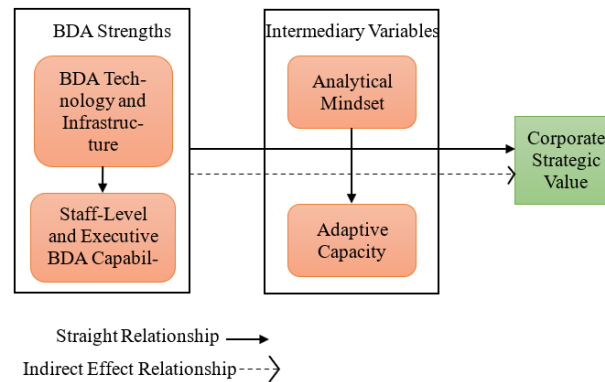 BDA Strengths
BDA Tech-
nology and
Infrastruc-
ture
Staff-Level
and Executive
BDA Capabil-
Intermediary Variables
Analytical
Mindset
Adaptive
Capacity
Corporate
Strategic
Value
Straight Relationship
Indirect Effect Relationship